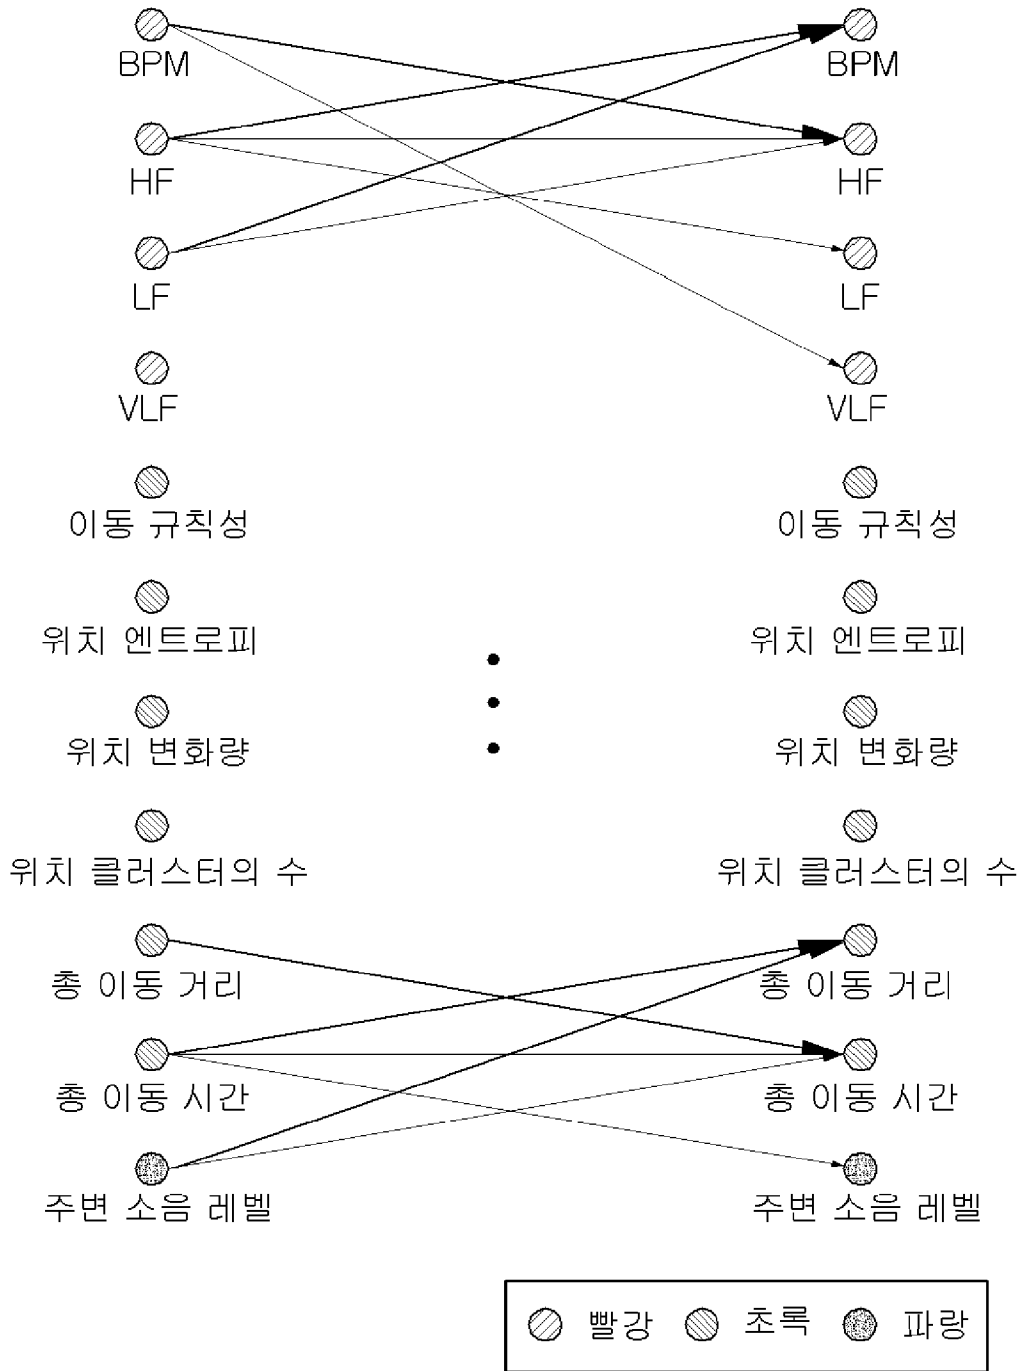 BPM BPM
HF HF
LF LF
VLF VLF
이동 규칙성 이동 규칙성
위치 엔트로피 위치 엔트로피
위치 변화량 위치 변화량
위치 클러스터의 수 위치 클러스터의 수
총 이동 거리 총 이동 거리
총 이동 시간 총 이동 시간
주변 소음 레벨 주변 소음 레벨
빨강 초록 파랑